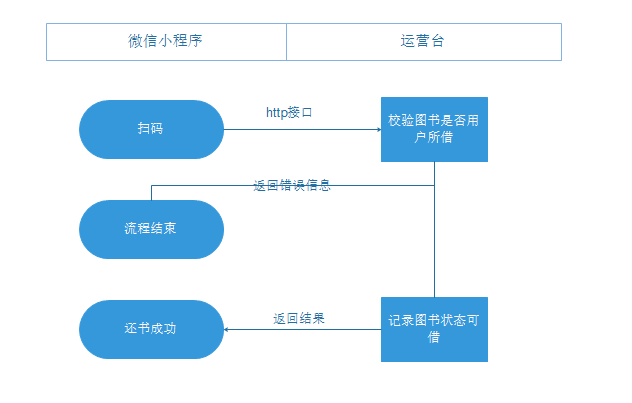 微信小程序
运营台
扫码
http接口
校验图书是否用
户所借
返回错误信息
流程结束
还书成功
返回结果
记录图书状态可
借